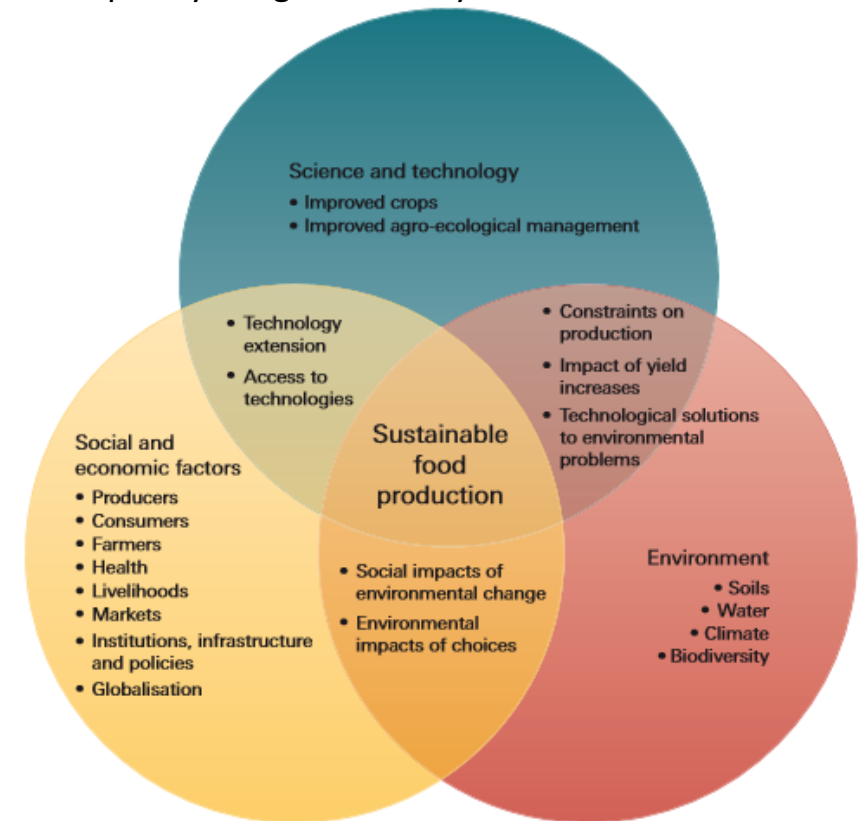 Science and technology
• Improved crops
• Improved agro-ecological management
• Technology
extension
• Access to
technologies
• Constraints on
production
• Impact of yield
increases
• Technological solutions
to environmental
problems
Sustainable
food
production
Social and
economic factors
• Producers
• Consumers
• Farmers
• Health
• Livelihoods
• Markets
• Institutions, infrastructure
and policies
• Globalisation
• Social impacts of
environmental change
• Environmental
impacts of choices
Environment
• Soils
• Water
• Climate
• Biodiversity